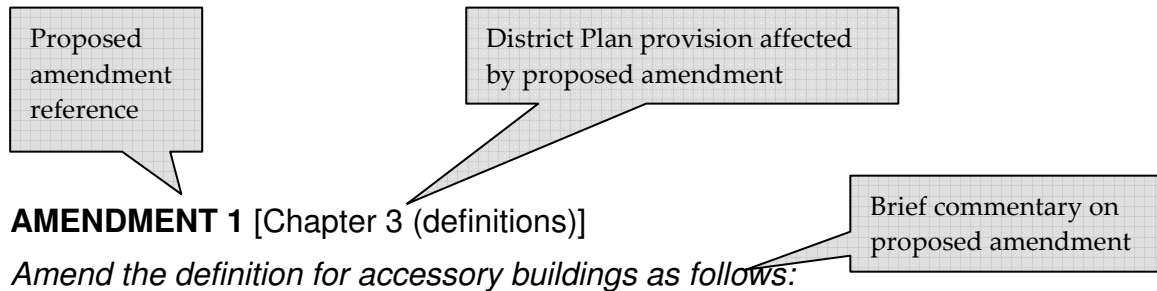 Proposed
amendment
reference
District Plan provision affected
by proposed amendment
AMENDMENT 1 [Chapter 3 (definitions)]
Brief commentary on
proposed amendment
Amend the definition for accessory buildings as follows: